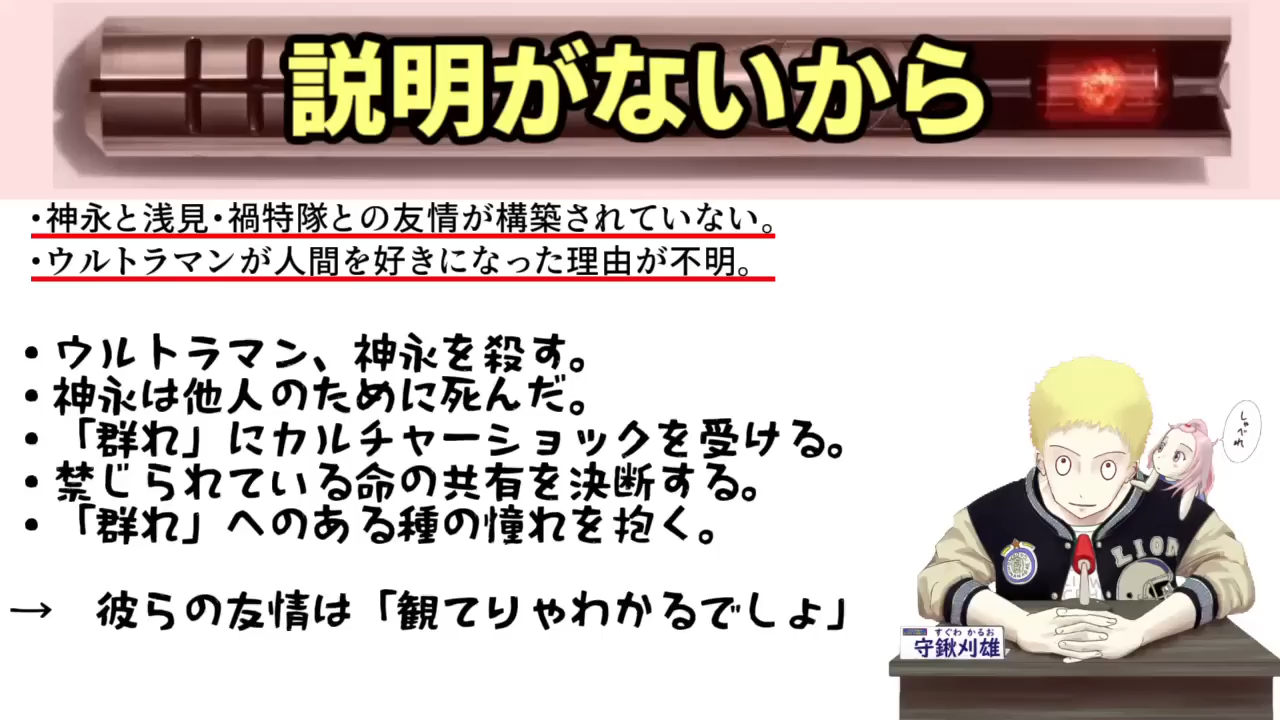 説明がないから
・神永と浅見・禍特隊との友情が構築されていない。
・ウルトラマンが人間を好きになった理由が不明。
・ウルトラマン、神永を殺す。
・神永は他人のために死んだ。
・「群れ」にカルチャーショックを受ける。
・禁じられている命の共有を決断する。
・「群れ」へのある種の憧れを抱く。
→ 彼らの友情は「観てりゃわかるでしょ」
しゃべれ
LION
すぐわ かるお
守鍬刈雄